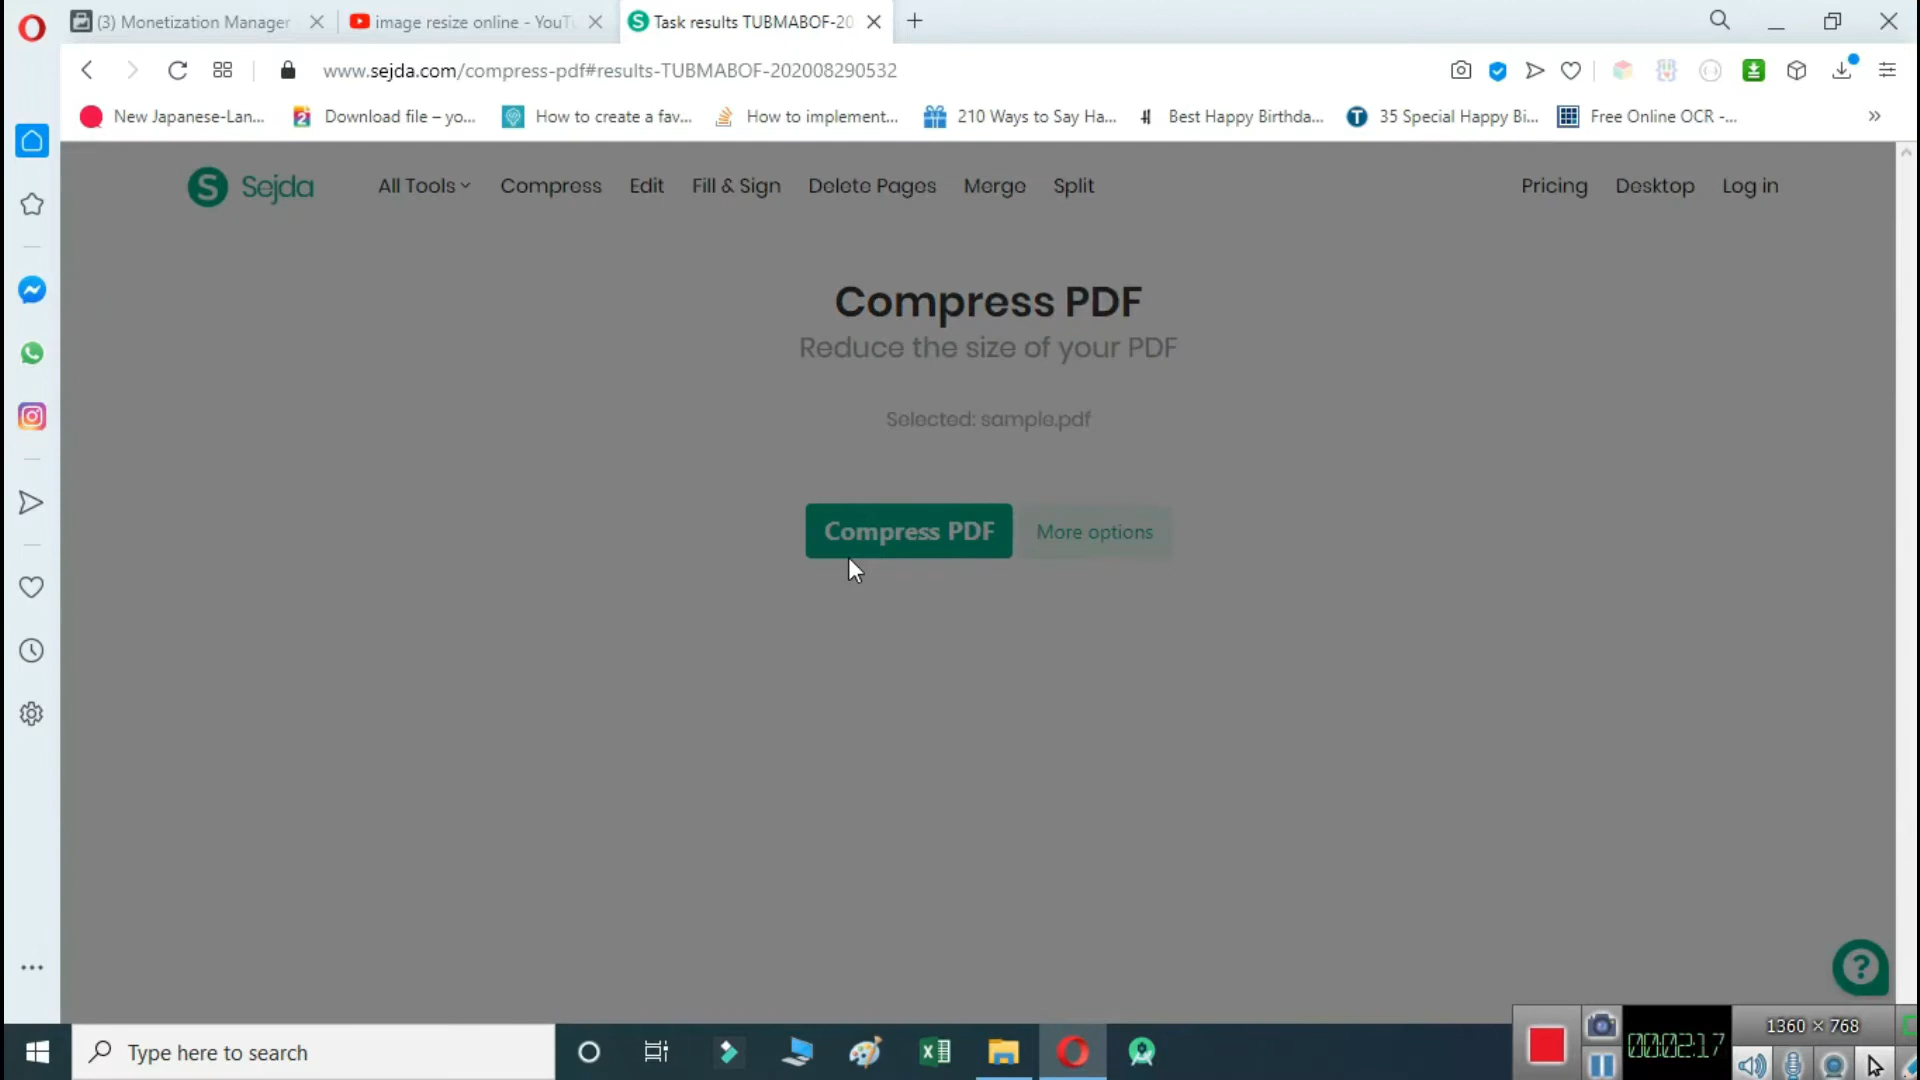 (3) Monetization Manager
image resize online - YouTu
Task results TUBMABOF-20
www.sejda.com/compress-pdf#results-TUBMABOF-202008290532
New Japanese-Lan...
Download file – yo...
How to create a fav...
How to implement...
210 Ways to Say Ha...
Best Happy Birthda...
35 Special Happy Bi...
Free Online OCR -...
Sejda
All Tools
Compress
Edit
Fill & Sign
Delete Pages
Merge
Split
Pricing
Desktop
Log in
Compress PDF
Reduce the size of your PDF
Selected: sample.pdf
Compress PDF
More options
Type here to search
00:02:17
1360 × 768